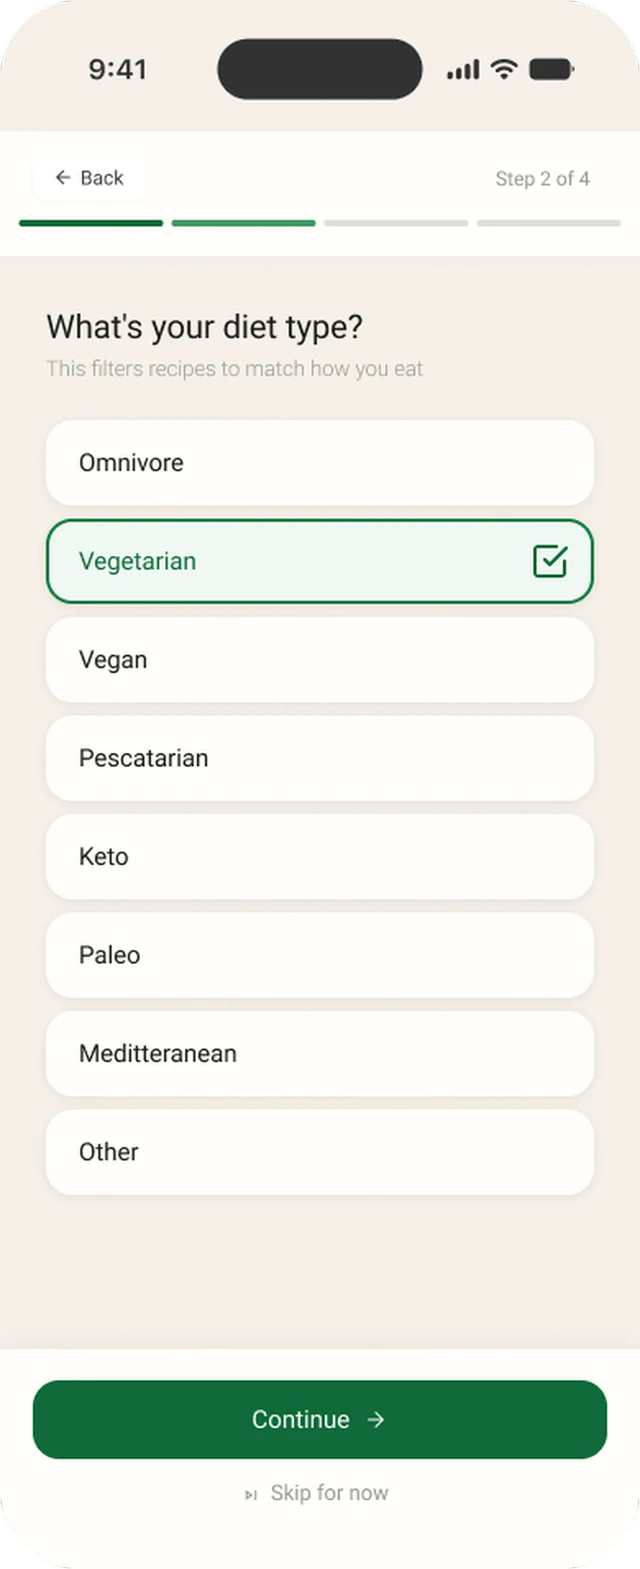 9:41
Back
Step 2 of 4
What's your diet type?
This filters recipes to match how you eat
Omnivore
Vegetarian
Vegan
Pescatarian
Keto
Paleo
Meditteranean
Other
Continue
Skip for now